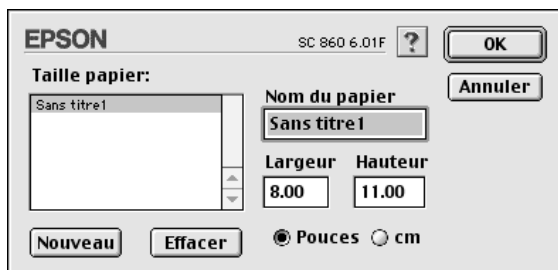 EPSON
SC 860 6.01F
?
OK
Annuler
Taille papier:
Sans titre1
Nom du papier
Sans titre1
Largeur
Hauteur
8.00
11.00
Nouveau
Effacer
Pouces
cm